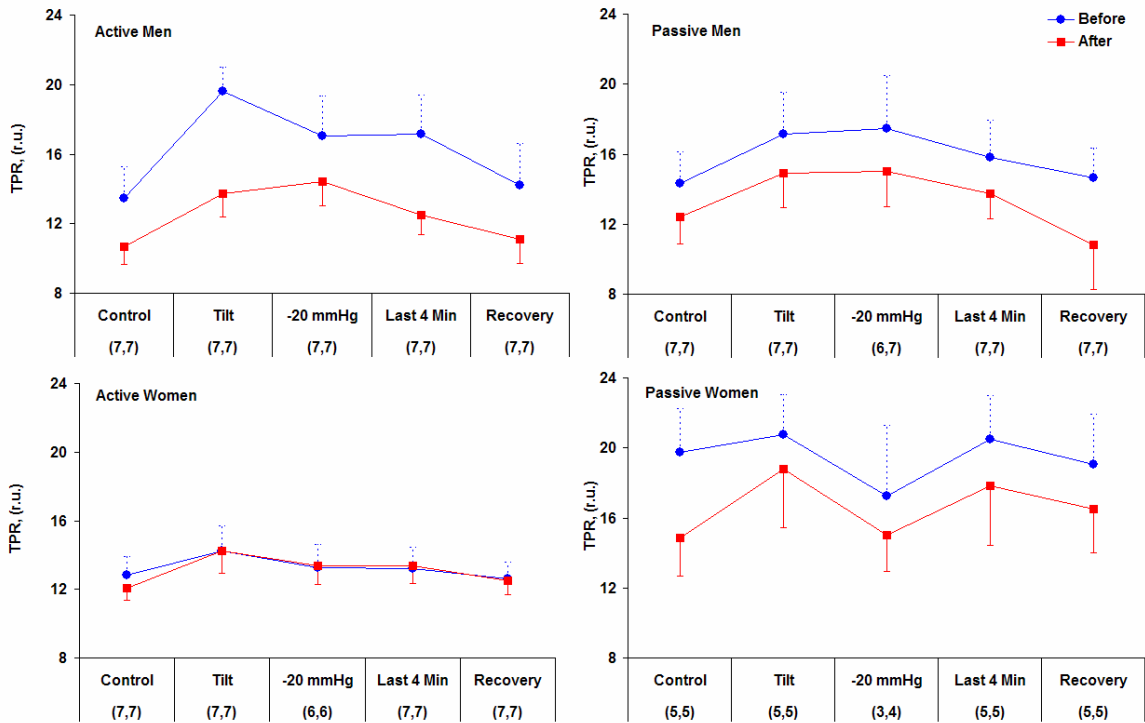 Active Men
24
20
16
12
8
TPR, (r.u.)
Control Tilt -20 mmHg Last 4 Min Recovery
(7,7) (7,7) (7,7) (7,7) (7,7)
Passive Men
Before
After
24
20
16
12
8
TPR, (r.u.)
Control Tilt -20 mmHg Last 4 Min Recovery
(7,7) (7,7) (6,7) (7,7) (7,7)
Active Women
24
20
16
12
8
TPR, (r.u.)
Control Tilt -20 mmHg Last 4 Min Recovery
(7,7) (7,7) (6,6) (7,7) (7,7)
Passive Women
24
20
16
12
8
TPR, (r.u.)
Control Tilt -20 mmHg Last 4 Min Recovery
(5,5) (5,5) (3,4) (5,5) (5,5)